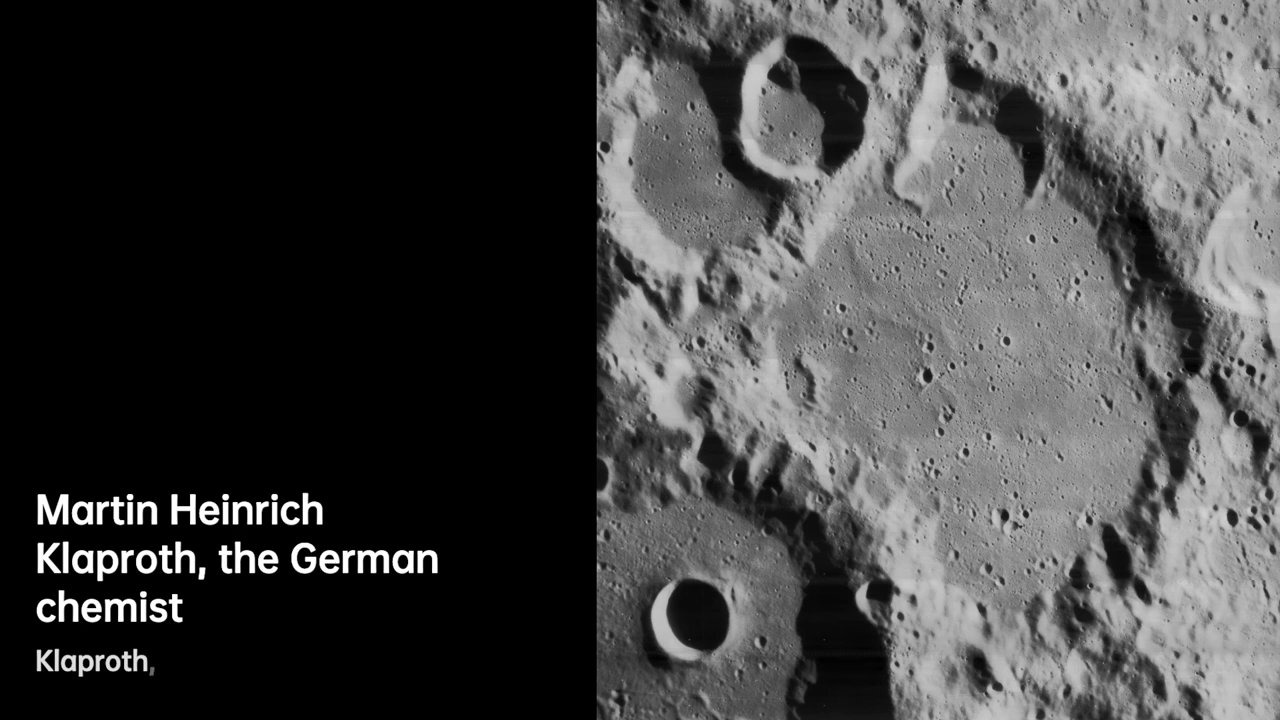 Martin Heinrich
Klaproth, the German
chemist
Klaproth,